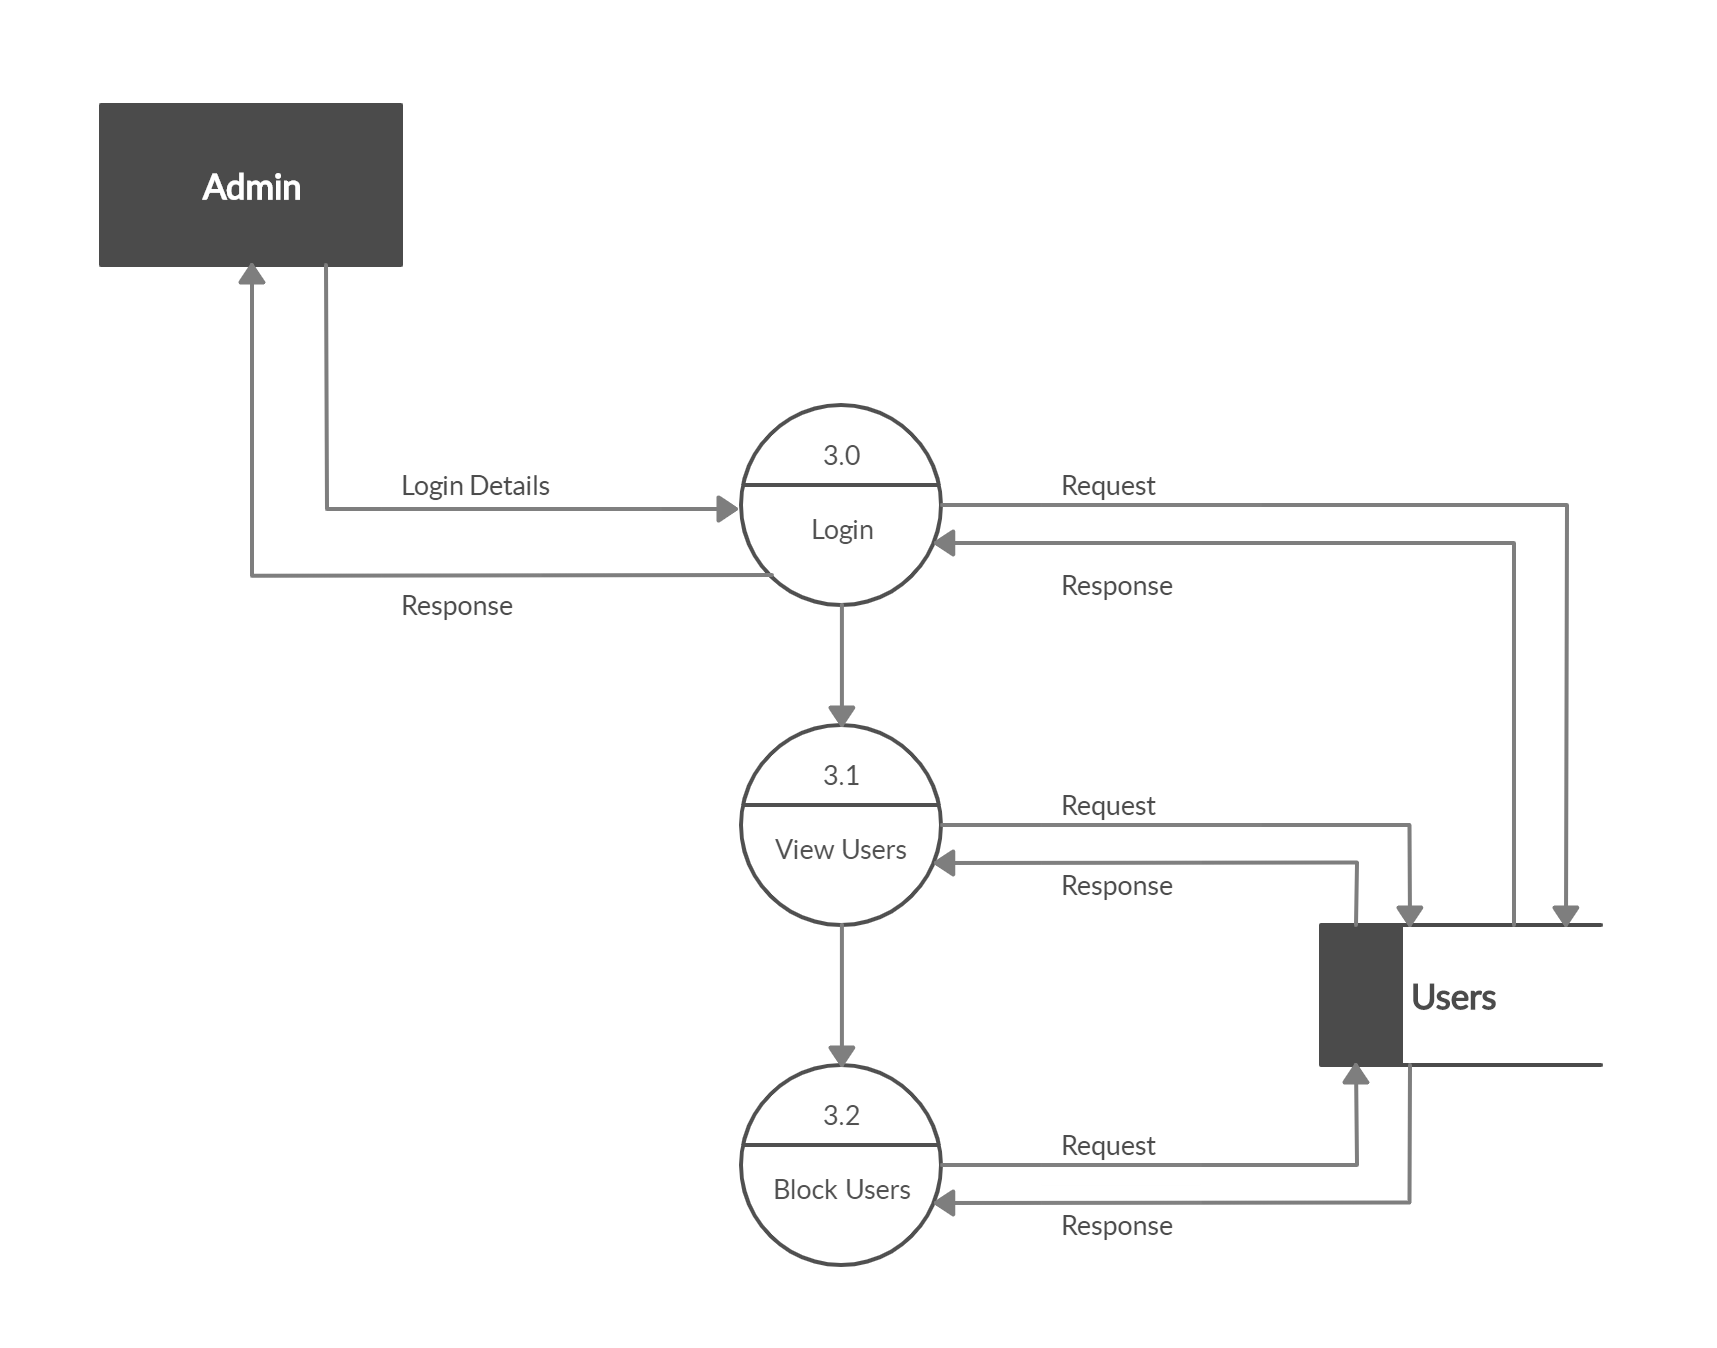 Admin
3.0
Login Details
Request
Login
Response
Response
3.1
Request
View Users
Response
Users
3.2
Request
Block Users
Response